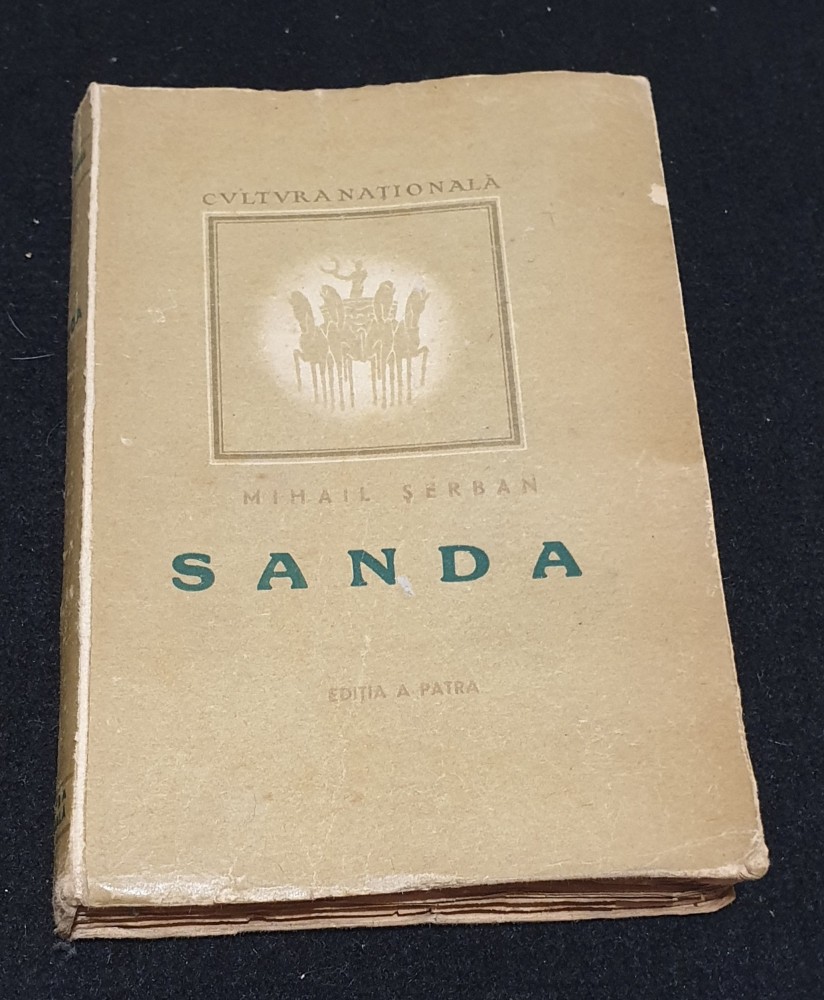 CVLTVRA NAȚIONALĂ
MIHAIL ȘERBAN
SANDA
EDIȚIA A PATRA